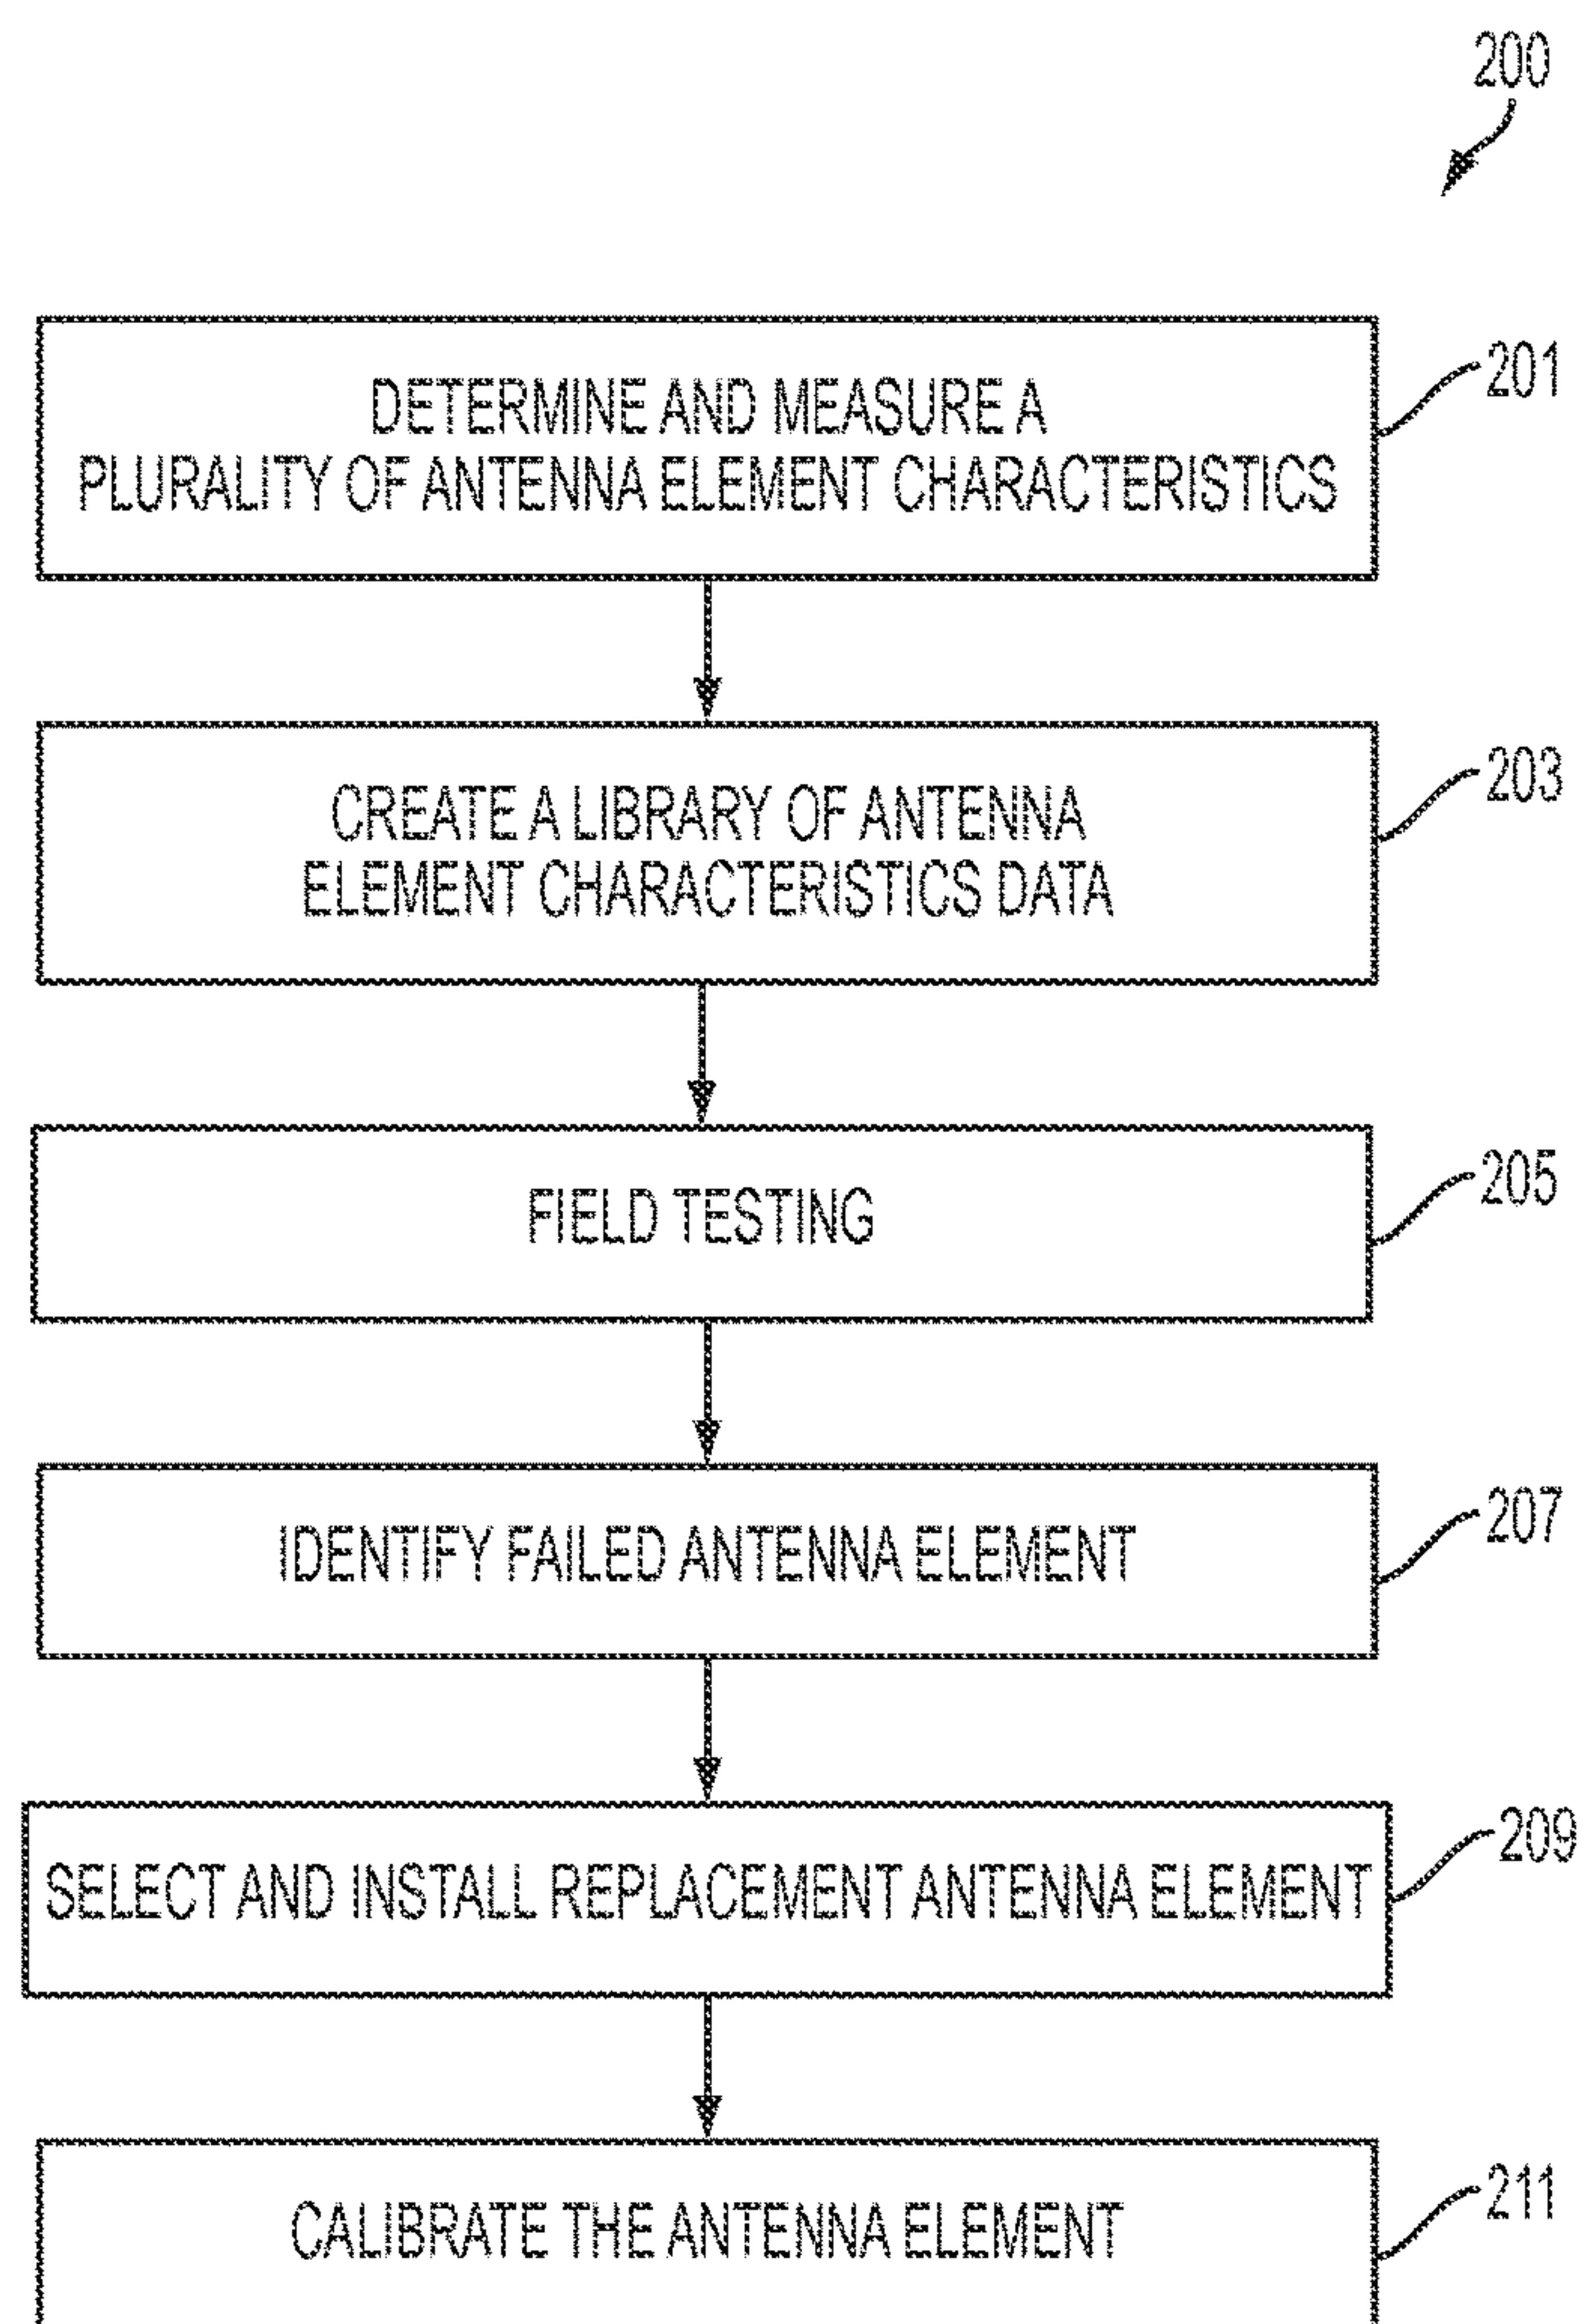 200
DETERMINE AND MEASURE A
PLURALITY OF ANTENNA ELEMENT CHARACTERISTICS
201
CREATE A LIBRARY OF ANTENNA
ELEMENT CHARACTERISTICS DATA
203
FIELD TESTING
205
IDENTIFY FAILED ANTENNA ELEMENT
207
SELECT AND INSTALL REPLACEMENT ANTENNA ELEMENT
209
CALIBRATE THE ANTENNA ELEMENT
211